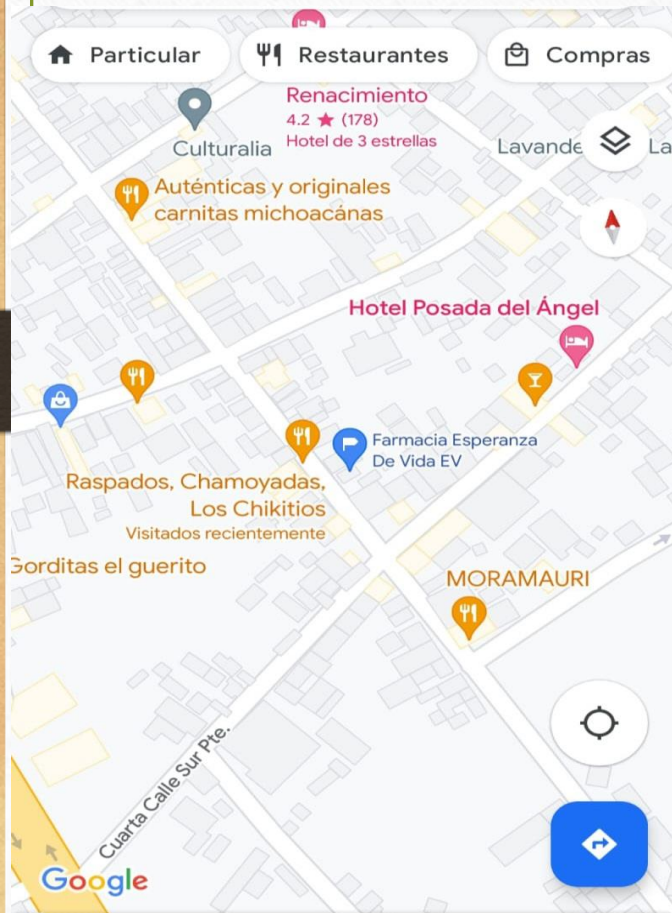 Particular
Restaurantes
Compras
Renacimiento
4.2 ★ (178)
Hotel de 3 estrellas
Culturalia
Lavande
La
Auténticas y originales
carnitas michoacánas
Hotel Posada del Ángel
Farmacia Esperanza
De Vida EV
Raspados, Chamoyadas,
Los Chikitios
Visitados recientemente
Gorditas el guerito
MORAMAURI
Cuarta Calle Sur Pte.
Google